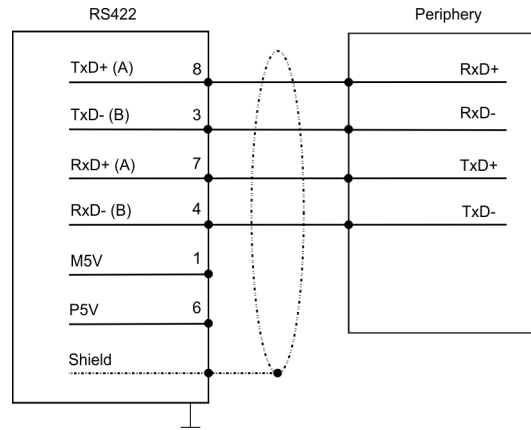 RS422 Periphery
TxD+ (A) 8 RxD+
TxD- (B) 3 RxD-
RxD+ (A) 7 TxD+
RxD- (B) 4 TxD-
M5V 1
P5V 6
Shield